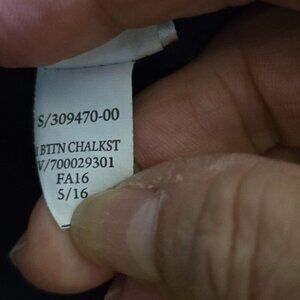 S/309470-00
BTTN CHALKST
V/700029301
FA16
5/16